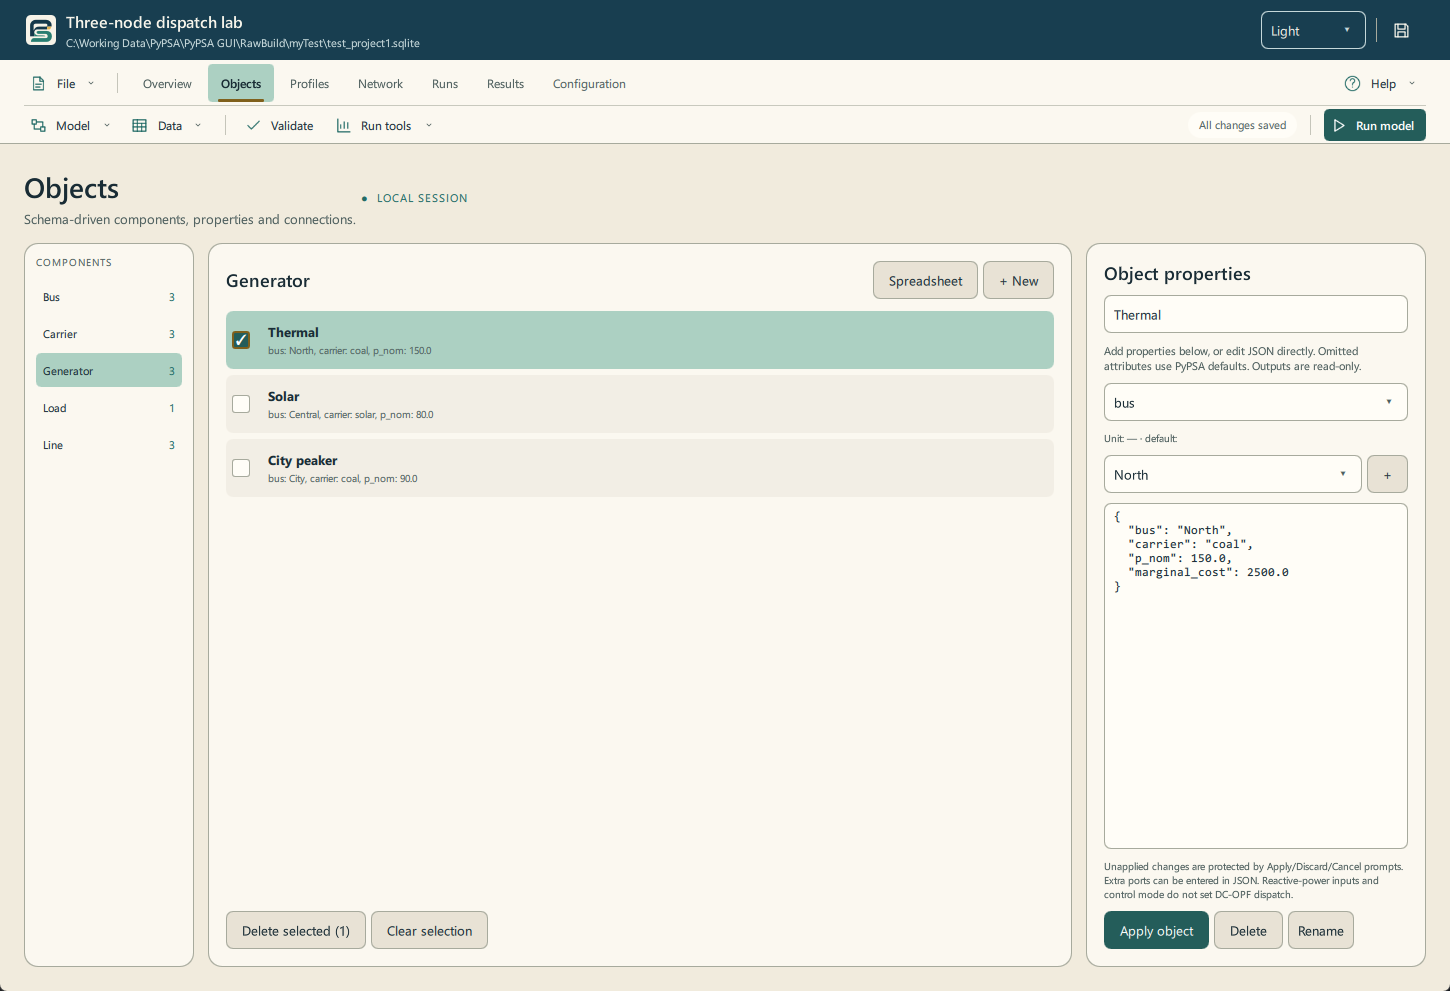 Three-node dispatch lab
C:\Working Data\PyPSA\PyPSA GUI\RawBuild\myTest\test_project1.sqlite
Light
File
Overview
Objects
Profiles
Network
Runs
Results
Configuration
Help
Model
Data
Validate
Run tools
All changes saved
Run model
Objects
LOCAL SESSION
Schema-driven components, properties and connections.
COMPONENTS
Bus 3
Carrier 3
Generator 3
Load 1
Line 3
Generator
Spreadsheet
+ New
Thermal
bus: North, carrier: coal, p_nom: 150.0
Solar
bus: Central, carrier: solar, p_nom: 80.0
City peaker
bus: City, carrier: coal, p_nom: 90.0
Delete selected (1)
Clear selection
Object properties
Thermal
Add properties below, or edit JSON directly. Omitted
attributes use PyPSA defaults. Outputs are read-only.
bus
Unit: — · default:
North
+
{
"bus": "North",
"carrier": "coal",
"p_nom": 150.0,
"marginal_cost": 2500.0
}
Unapplied changes are protected by Apply/Discard/Cancel prompts.
Extra ports can be entered in JSON. Reactive-power inputs and
control mode do not set DC-OPF dispatch.
Apply object
Delete
Rename